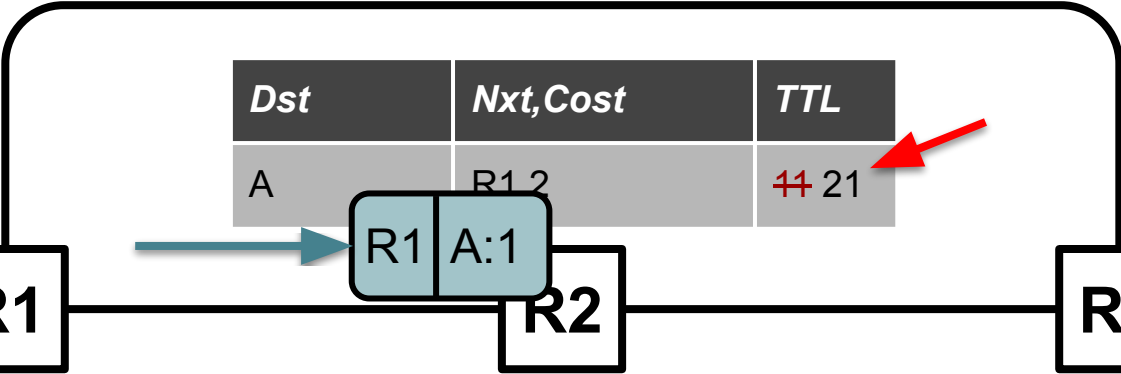 Dst Nxt,Cost TTL
A R1,2 11 21
R1 A:1
R1 R2 R